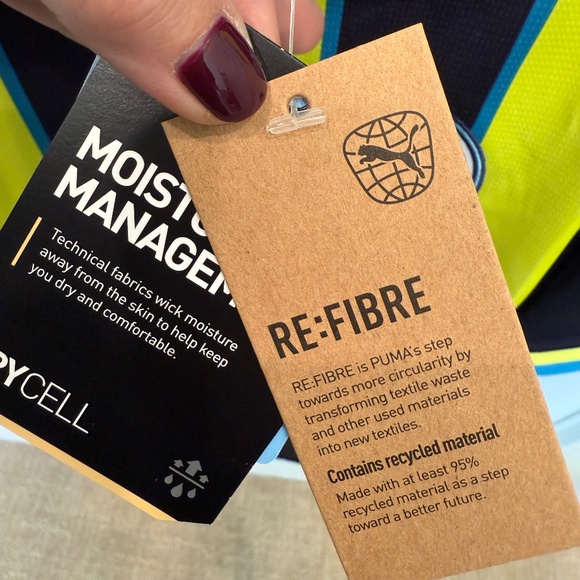 MOISTU
MANAGEM
Technical fabrics wick moisture
away from the skin to help keep
you dry and comfortable.
RYCELL
RE:FIBRE
RE:FIBRE is PUMA's step
towards more circularity by
transforming textile waste
and other used materials
into new textiles.
Contains recycled material
Made with at least 95%
recycled material as a step
toward a better future.